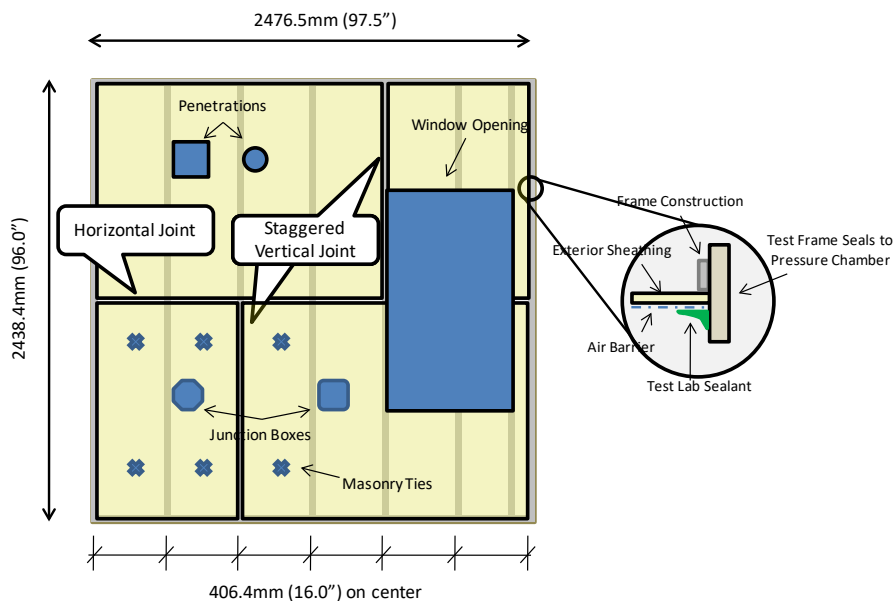 2476.5mm (97.5”)
Penetrations
Window Opening
Frame Construction
Horizontal Joint
Staggered
Vertical Joint
Test Frame Seals to
Pressure Chamber
Exterior Sheathing
2438.4mm (96.0”)
Air Barrier
Test Lab Sealant
Junction Boxes
Masonry Ties
406.4mm (16.0”) on center